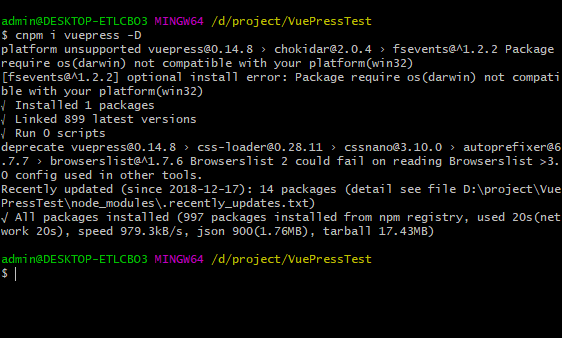 admin@DESKTOP-ETLCBO3 MINGW64 /d/project/VuePressTest
$ cnpm i vuepress -D
platform unsupported vuepress@0.14.8 › chokidar@2.0.4 › fsevents@^1.2.2 Package
require os(darwin) not compatible with your platform(win32)
[fsevents@^1.2.2] optional install error: Package require os(darwin) not compati
ble with your platform(win32)
√ Installed 1 packages
√ Linked 899 latest versions
√ Run 0 scripts
deprecate vuepress@0.14.8 › css-loader@0.28.11 › cssnano@3.10.0 › autoprefixer@6
.7.7 › browserslist@^1.7.6 Browserslist 2 could fail on reading Browserslist >3.
0 config used in other tools.
Recently updated (since 2018-12-17): 14 packages (detail see file D:\project\Vue
PressTest\node_modules\.recently_updates.txt)
√ All packages installed (997 packages installed from npm registry, used 20s(net
work 20s), speed 979.3kB/s, json 900(1.76MB), tarball 17.43MB)
admin@DESKTOP-ETLCBO3 MINGW64 /d/project/VuePressTest
$